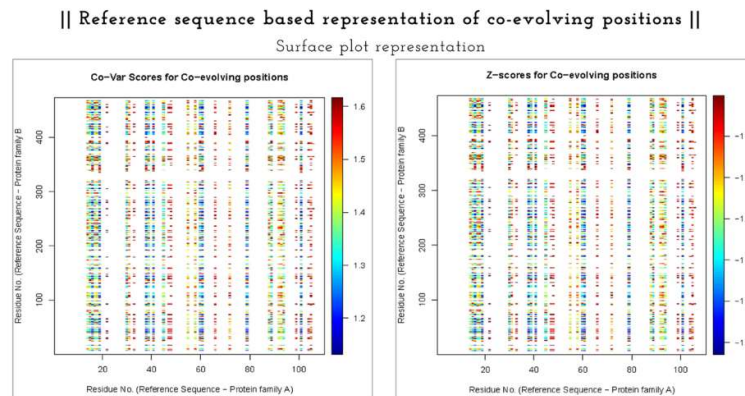 || Reference sequence based representation of co-evolving positions ||
Surface plot representation
Co-Var Scores for Co-evolving positions
Residue No. (Reference Sequence - Protein family B)
400
300
200
100
20
40
60
80
100
Residue No. (Reference Sequence - Protein family A)
1.6
1.5
1.4
1.3
1.2
Z-scores for Co-evolving positions
Residue No. (Reference Sequence - Protein family B)
400
300
200
100
20
40
60
80
100
Residue No. (Reference Sequence - Protein family A)